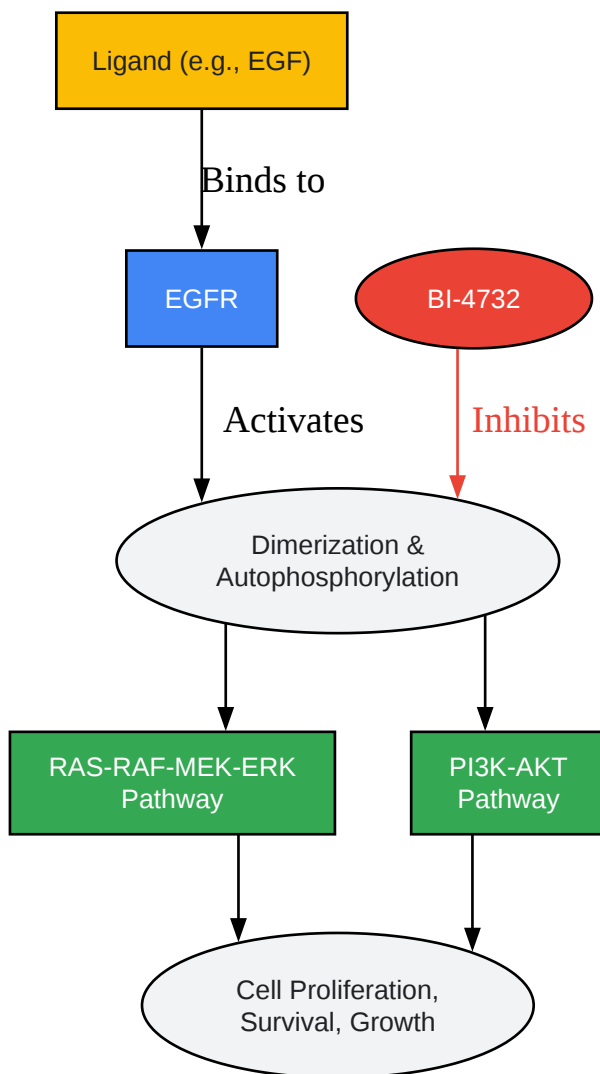 Ligand (e.g., EGF)
Binds to
EGFR
BI-4732
Activates
Inhibits
Dimerization &
Autophosphorylation
RAS-RAF-MEK-ERK
Pathway
PI3K-AKT
Pathway
Cell Proliferation,
Survival, Growth